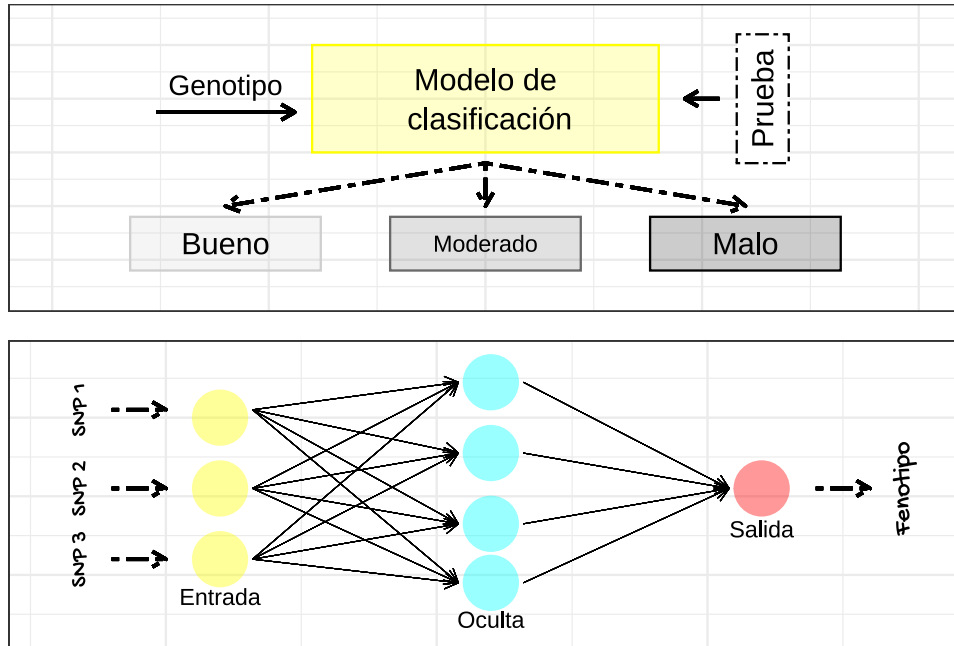 Genotipo
Modelo de
clasificación
Prueba
Bueno
Moderado
Malo
SNP 1
SNP 2
SNP 3
Entrada
Oculta
Salida
Fenotipo